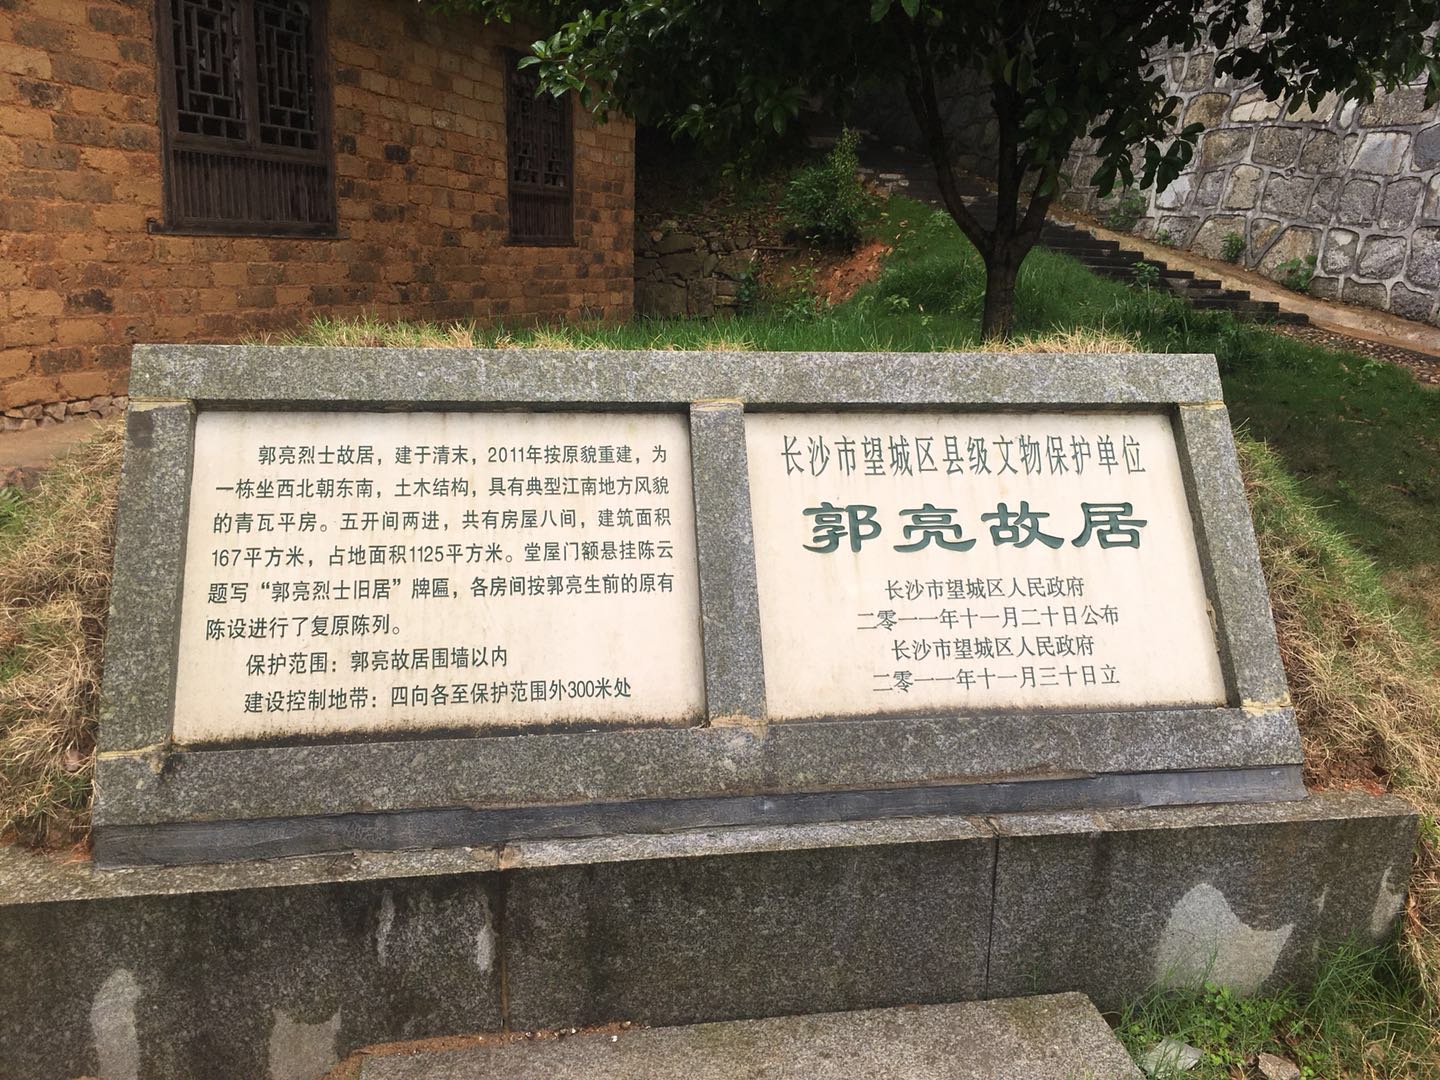 郭亮烈士故居，建于清末，2011年按原貌重建，为
一栋坐西北朝东南，土木结构，具有典型江南地方风貌
的青瓦平房。五开间两进，共有房屋八间，建筑面积
167平方米，占地面积1125平方米。堂屋门额悬挂陈云
题写“郭亮烈士旧居”牌匾，各房间按郭亮生前的原有
陈设进行了复原陈列。
保护范围：郭亮故居围墙以内
建设控制地带：四向各至保护范围外300米处
长沙市望城区县级文物保护单位
郭亮故居
长沙市望城区人民政府
二零一一年十一月二十日公布
长沙市望城区人民政府
二零一一年十一月三十日立